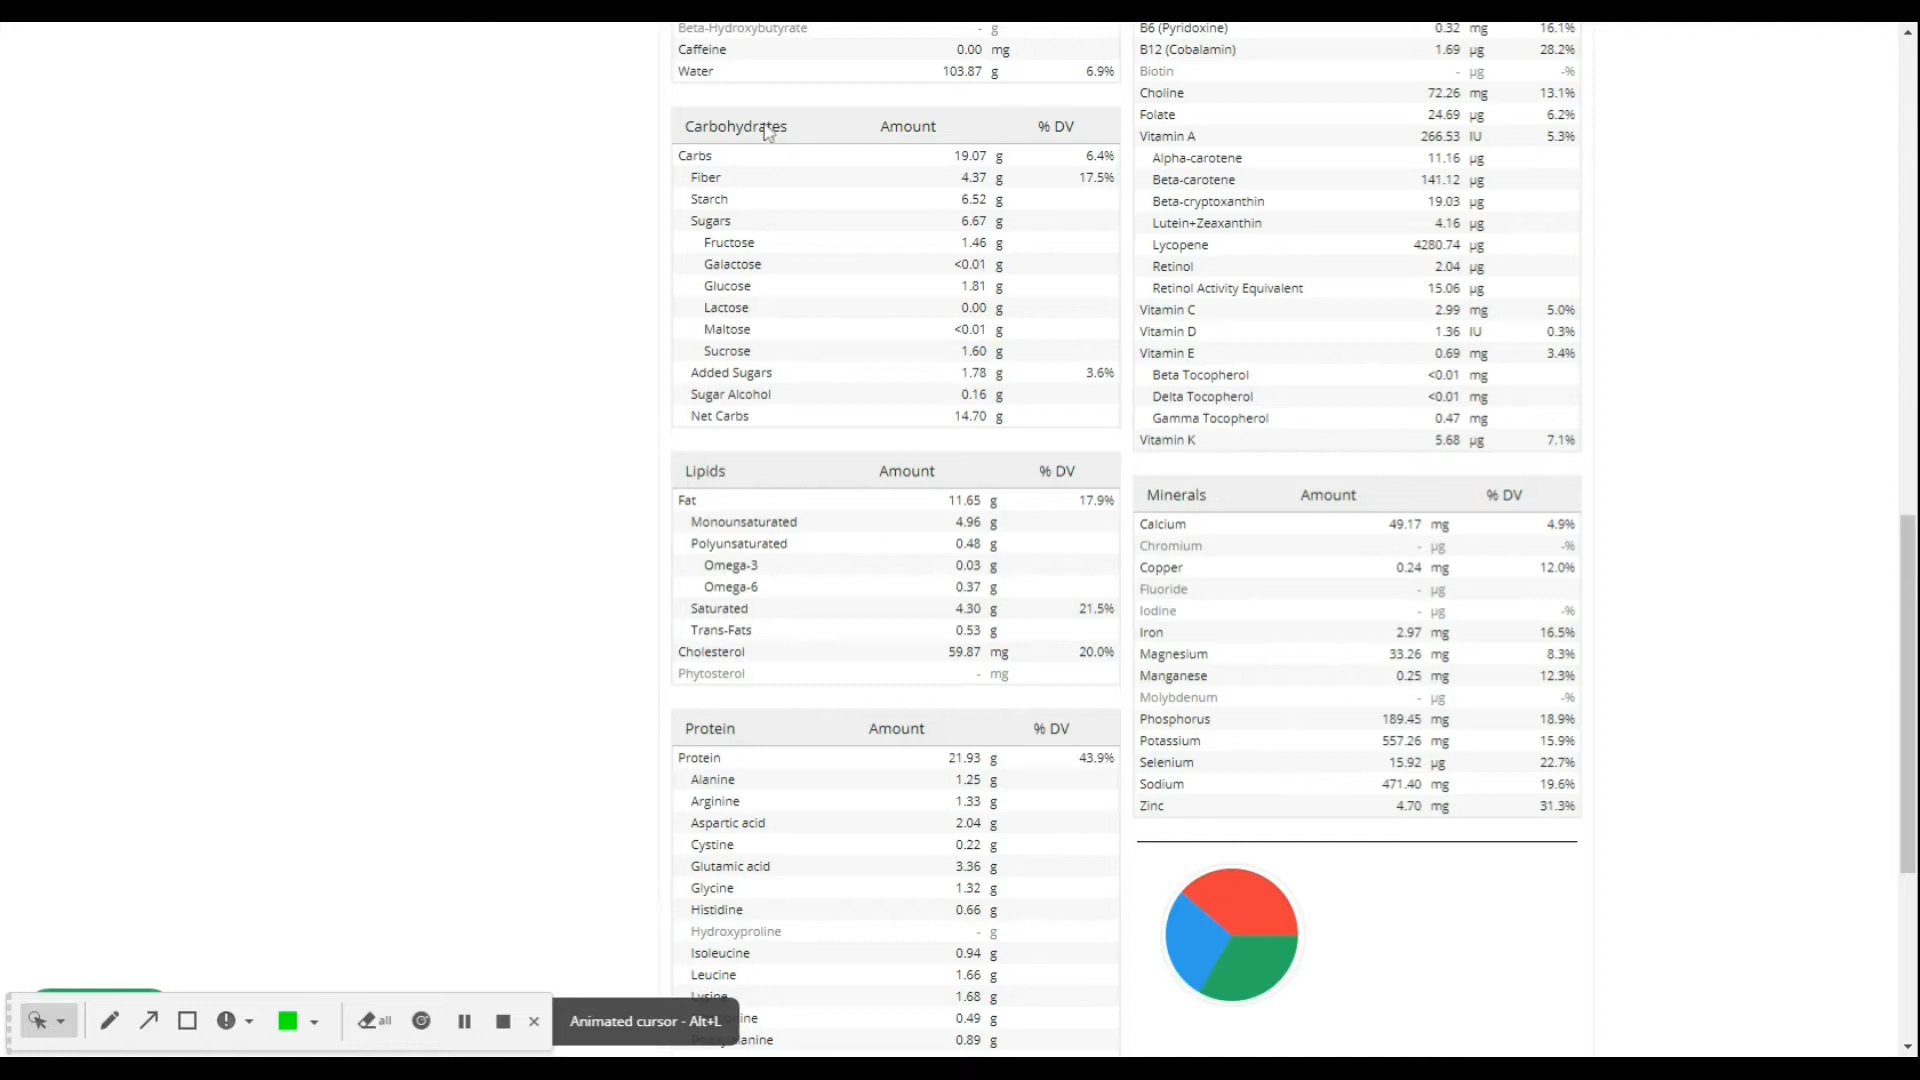 Beta-Hydroxybutyrate - g
Caffeine 0.00 mg
Water 103.87 g 6.9%
Carbohydrates Amount % DV
Carbs 19.07 g 6.4%
Fiber 4.37 g 17.5%
Starch 6.52 g
Sugars 6.67 g
Fructose 1.46 g
Galactose <0.01 g
Glucose 1.81 g
Lactose 0.00 g
Maltose <0.01 g
Sucrose 1.60 g
Added Sugars 1.78 g 3.6%
Sugar Alcohol 0.16 g
Net Carbs 14.70 g
Lipids Amount % DV
Fat 11.65 g 17.9%
Monounsaturated 4.96 g
Polyunsaturated 0.48 g
Omega-3 0.03 g
Omega-6 0.37 g
Saturated 4.30 g 21.5%
Trans-Fats 0.53 g
Cholesterol 59.87 mg 20.0%
Phytosterol - mg
Protein Amount % DV
Protein 21.93 g 43.9%
Alanine 1.25 g
Arginine 1.33 g
Aspartic acid 2.04 g
Cystine 0.22 g
Glutamic acid 3.36 g
Glycine 1.32 g
Histidine 0.66 g
Hydroxyproline - g
Isoleucine 0.94 g
Leucine 1.66 g
Lysine 1.68 g
0.49 g
0.89 g
B6 (Pyridoxine) 0.32 mg 16.1%
B12 (Cobalamin) 1.69 µg 28.2%
Biotin - µg -%
Choline 72.26 mg 13.1%
Folate 24.69 µg 6.2%
Vitamin A 266.53 IU 5.3%
Alpha-carotene 11.16 µg
Beta-carotene 141.12 µg
Beta-cryptoxanthin 19.03 µg
Lutein+Zeaxanthin 4.16 µg
Lycopene 4280.74 µg
Retinol 2.04 µg
Retinol Activity Equivalent 15.06 µg
Vitamin C 2.99 mg 5.0%
Vitamin D 1.36 IU 0.3%
Vitamin E 0.69 mg 3.4%
Beta Tocopherol <0.01 mg
Delta Tocopherol <0.01 mg
Gamma Tocopherol 0.47 mg
Vitamin K 5.68 µg 7.1%
Minerals Amount % DV
Calcium 49.17 mg 4.9%
Chromium - µg -%
Copper 0.24 mg 12.0%
Fluoride - µg
Iodine - µg -%
Iron 2.97 mg 16.5%
Magnesium 33.26 mg 8.3%
Manganese 0.25 mg 12.3%
Molybdenum - µg -%
Phosphorus 189.45 mg 18.9%
Potassium 557.26 mg 15.9%
Selenium 15.92 µg 22.7%
Sodium 471.40 mg 19.6%
Zinc 4.70 mg 31.3%
all
Animated cursor - Alt+L